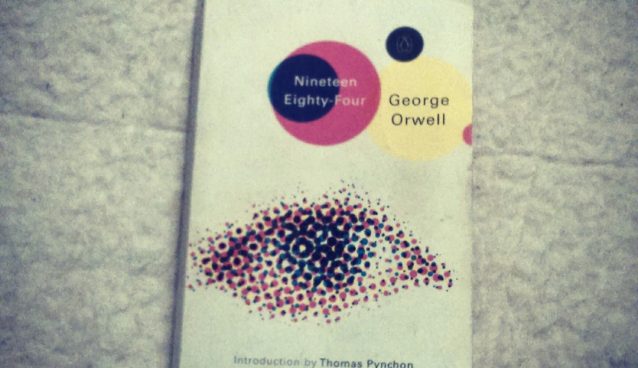 Nineteen
Eighty-Four
George
Orwell
Introduction by Thomas Pynchon